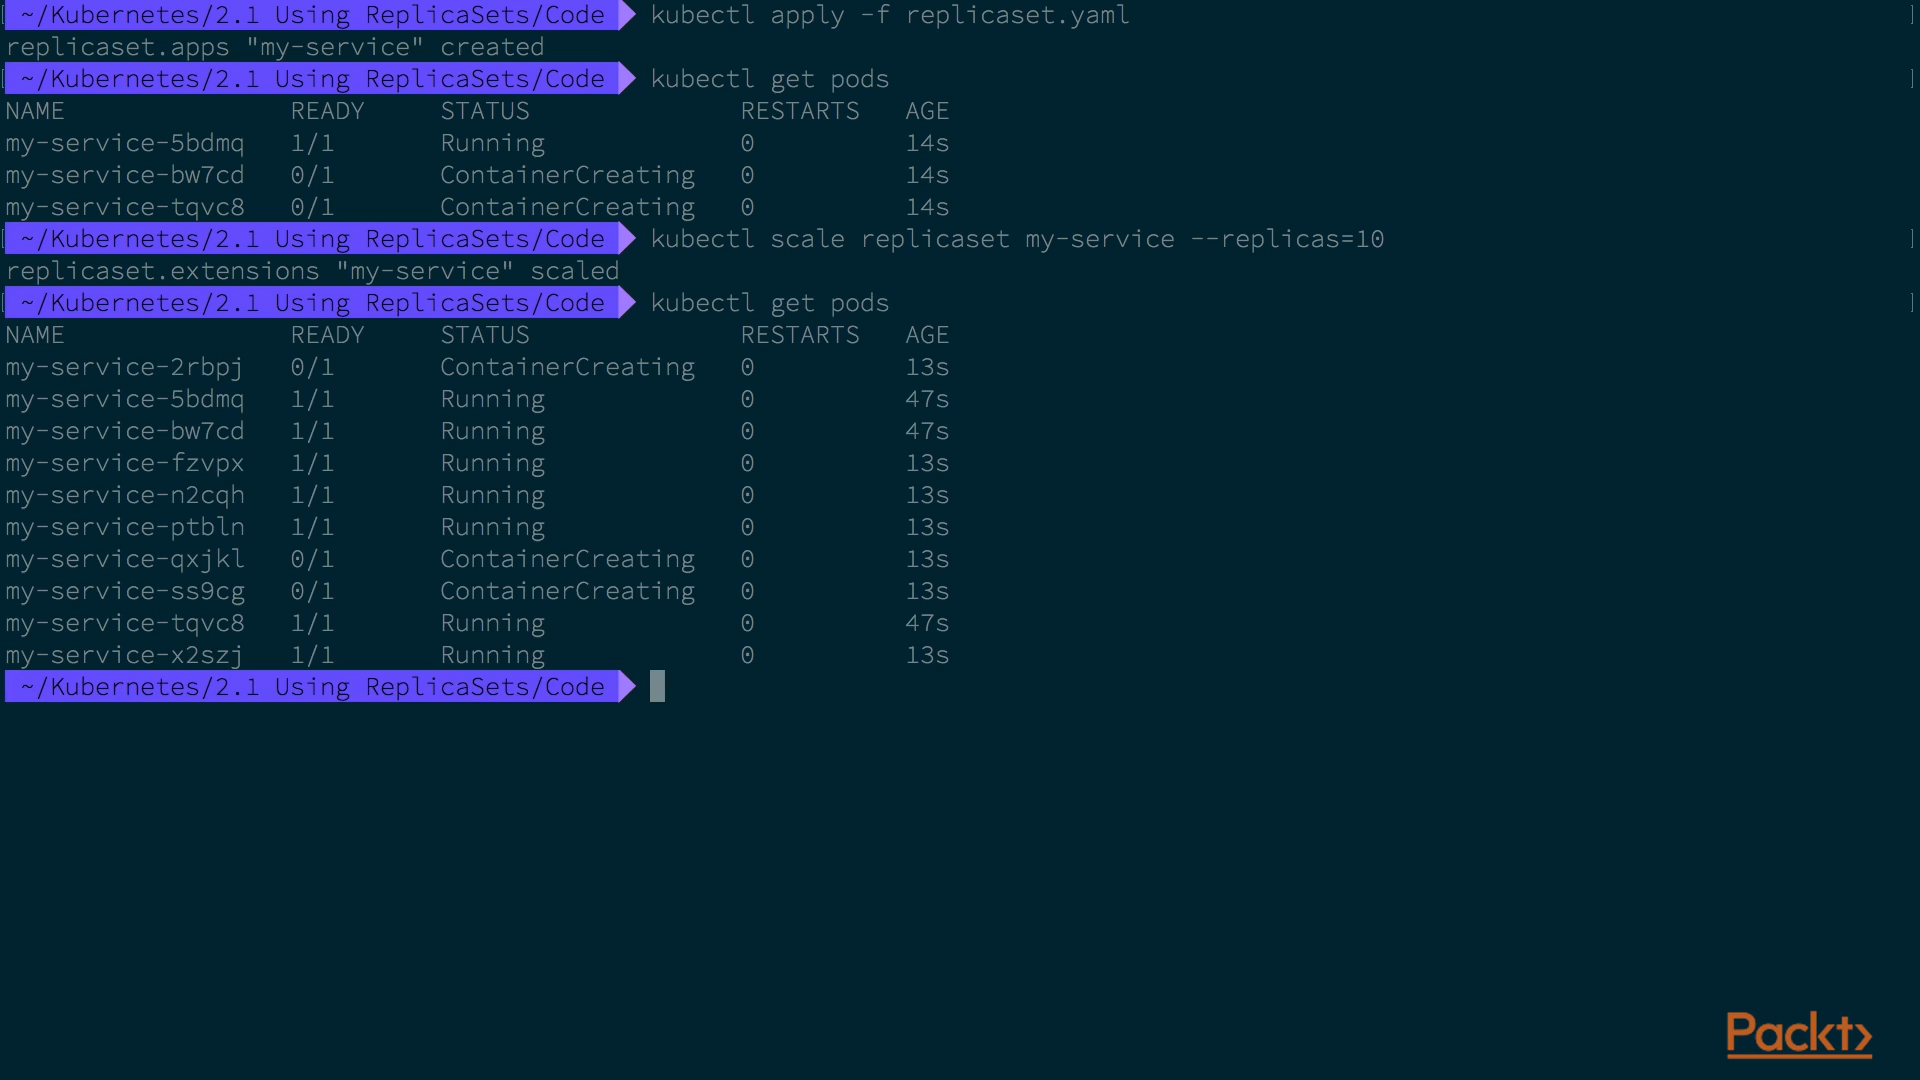 ~/Kubernetes/2.1 Using ReplicaSets/Code kubectl apply -f replicaset.yaml
replicaset.apps "my-service" created
~/Kubernetes/2.1 Using ReplicaSets/Code kubectl get pods
NAME READY STATUS RESTARTS AGE
my-service-5bdmq 1/1 Running 0 14s
my-service-bw7cd 0/1 ContainerCreating 0 14s
my-service-tqvc8 0/1 ContainerCreating 0 14s
~/Kubernetes/2.1 Using ReplicaSets/Code kubectl scale replicaset my-service --replicas=10
replicaset.extensions "my-service" scaled
~/Kubernetes/2.1 Using ReplicaSets/Code kubectl get pods
NAME READY STATUS RESTARTS AGE
my-service-2rbpj 0/1 ContainerCreating 0 13s
my-service-5bdmq 1/1 Running 0 47s
my-service-bw7cd 1/1 Running 0 47s
my-service-fzvpx 1/1 Running 0 13s
my-service-n2cqh 1/1 Running 0 13s
my-service-ptbln 1/1 Running 0 13s
my-service-qxjkl 0/1 ContainerCreating 0 13s
my-service-ss9cg 0/1 ContainerCreating 0 13s
my-service-tqvc8 1/1 Running 0 47s
my-service-x2szj 1/1 Running 0 13s
~/Kubernetes/2.1 Using ReplicaSets/Code
Packt>